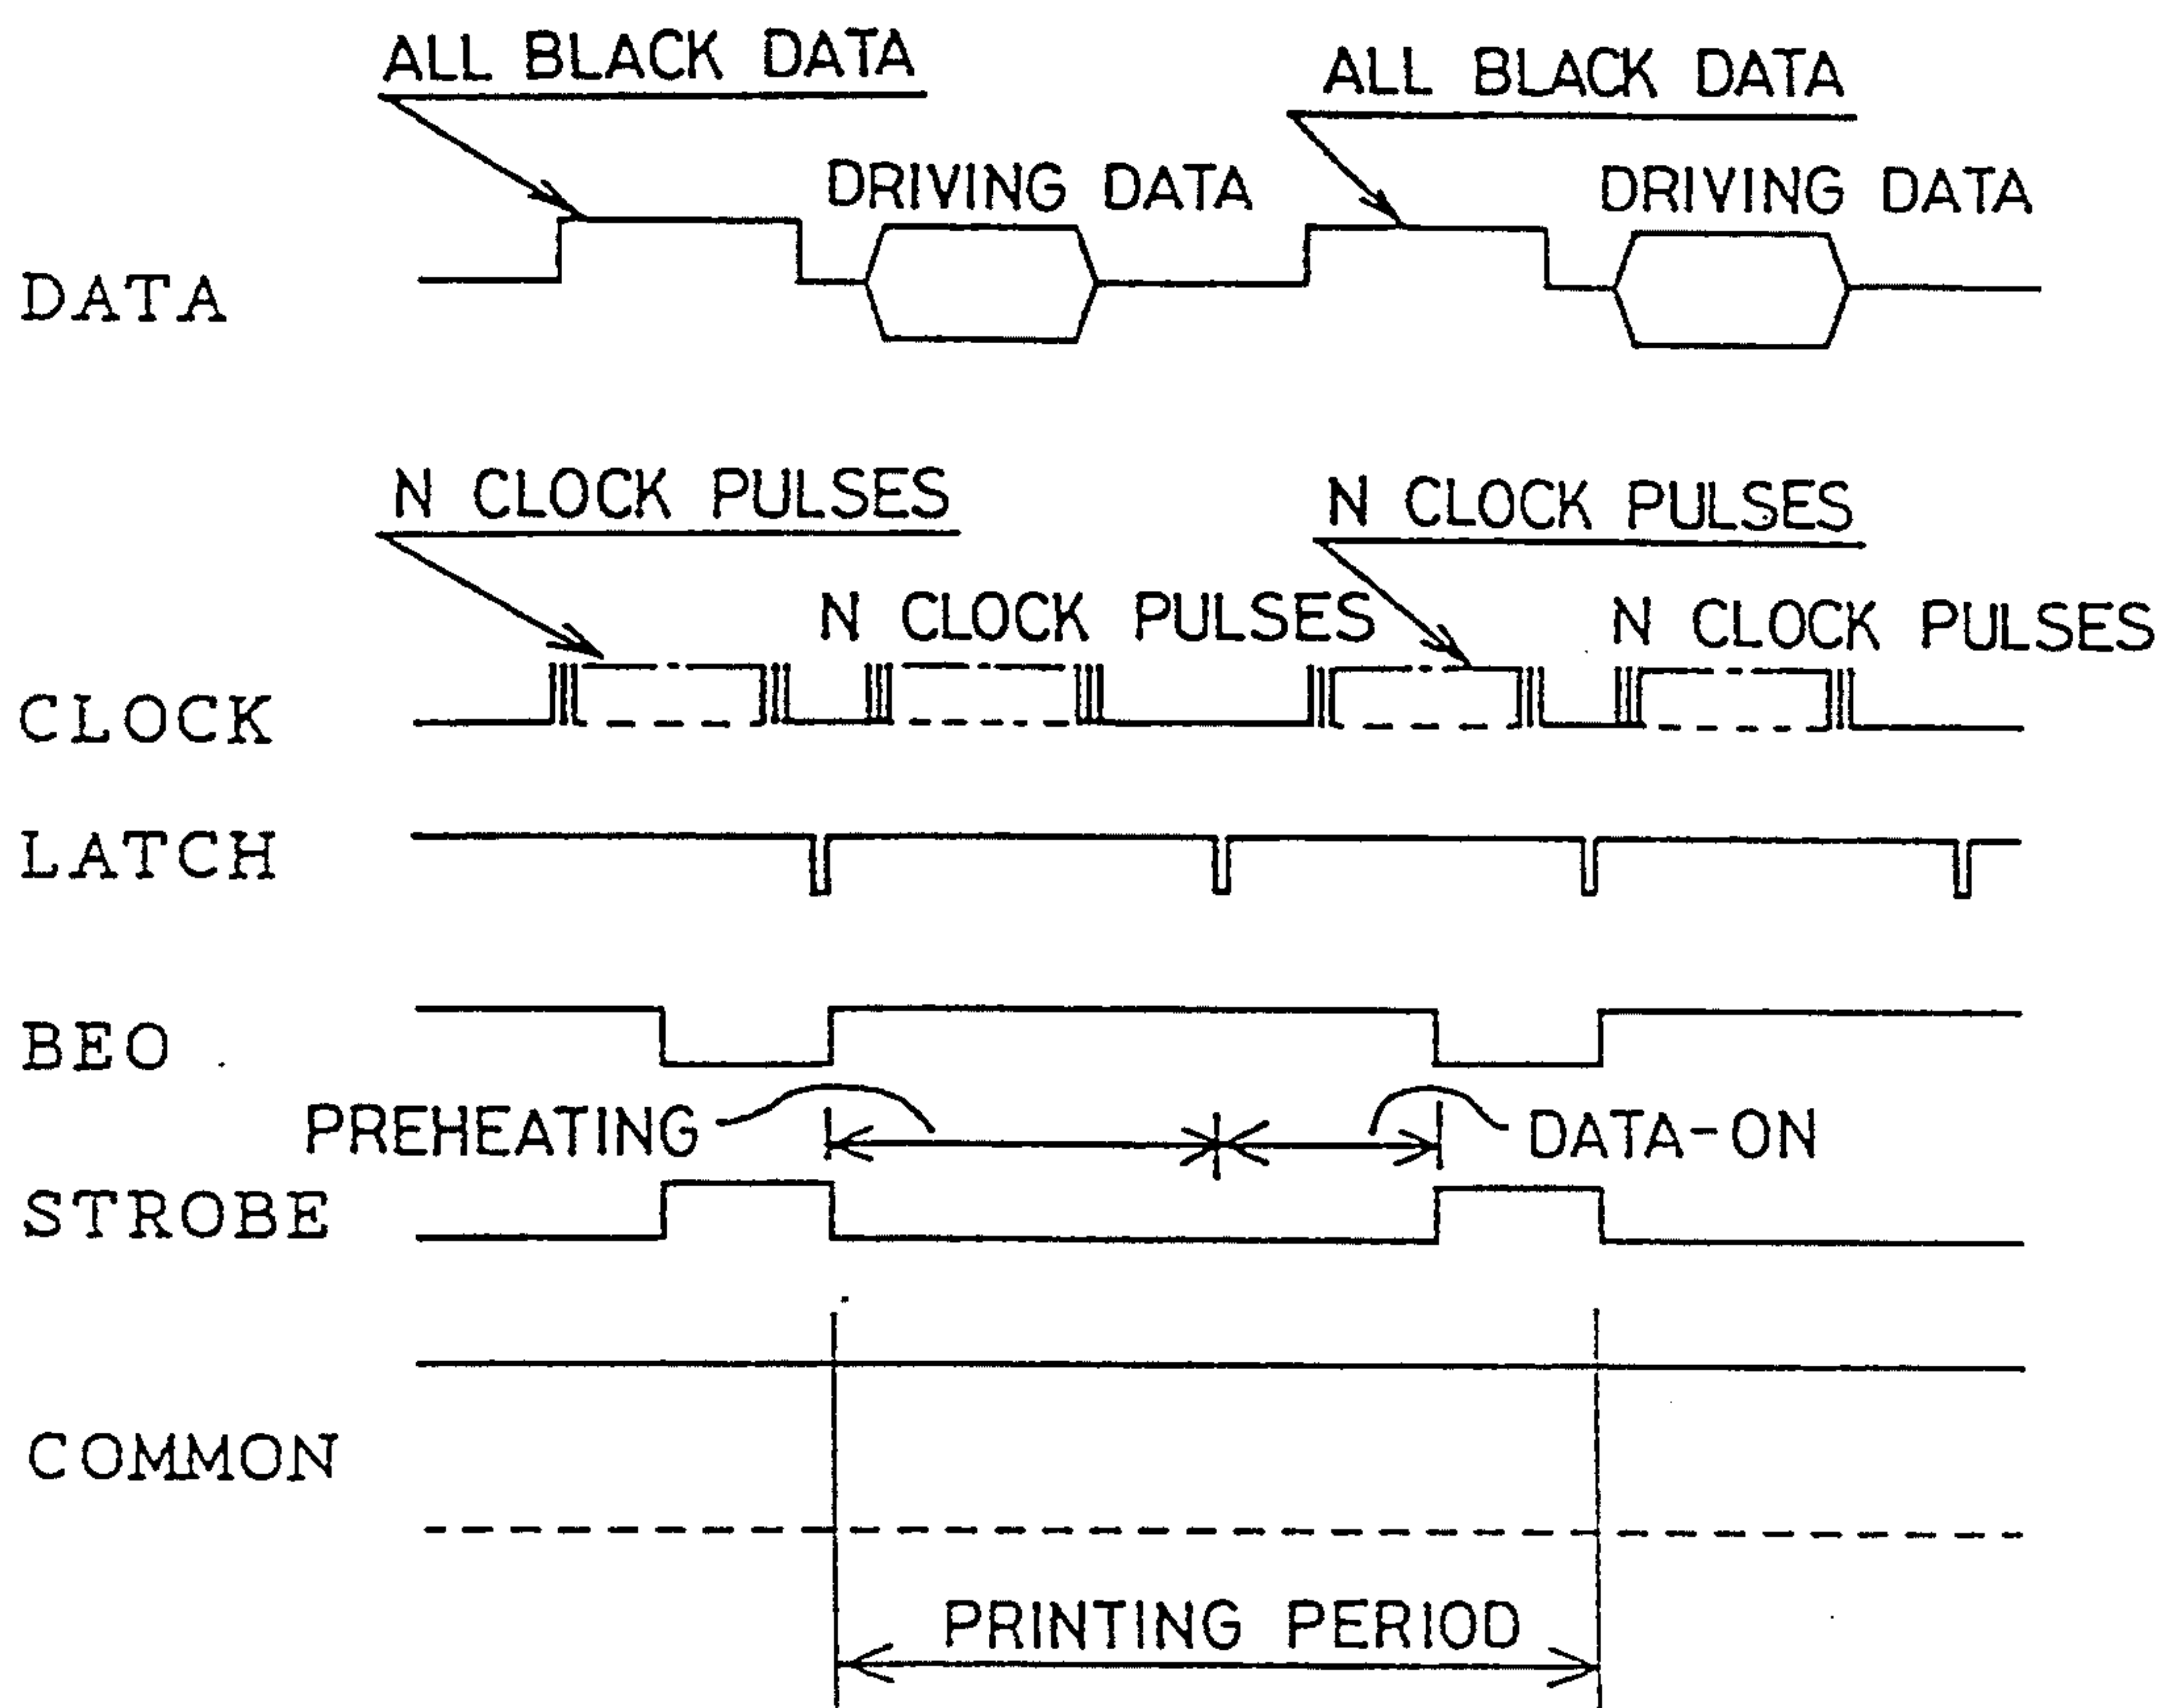 ALL BLACK DATA
ALL BLACK DATA
DRIVING DATA
DRIVING DATA
DATA
N CLOCK PULSES
N CLOCK PULSES
N CLOCK PULSES
N CLOCK PULSES
CLOCK
LATCH
BEO
PREHEATING
DATA-ON
STROBE
COMMON
PRINTING PERIOD